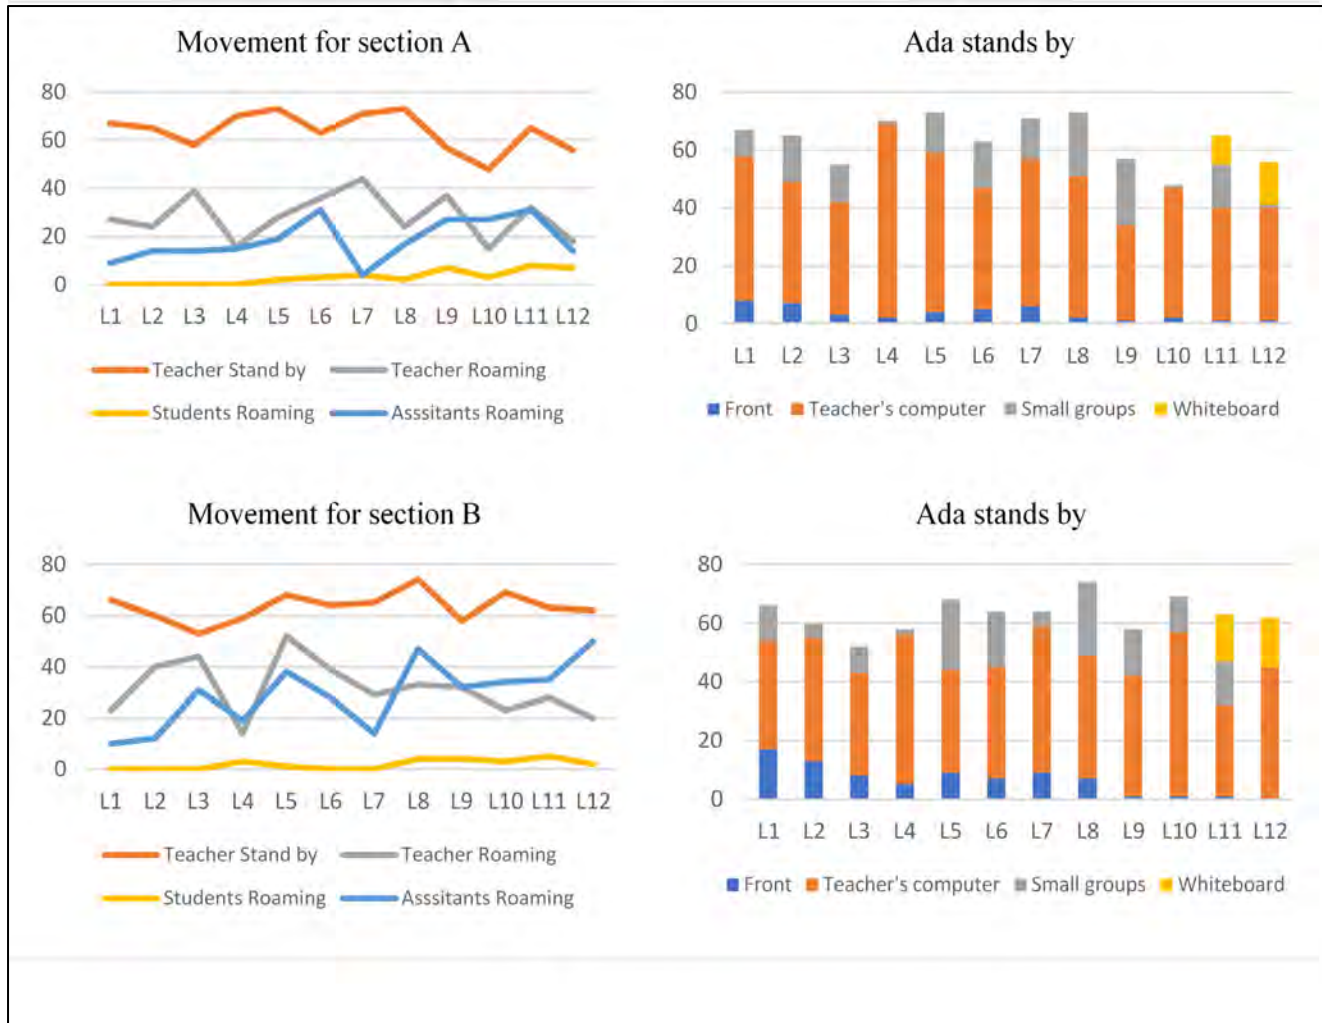 Movement for section A
80
60
40
20
0
L1 L2 L3 L4 L5 L6 L7 L8 L9 L10 L11 L12
Teacher Stand by Teacher Roaming
Students Roaming Asssitants Roaming
Ada stands by
80
60
40
20
0
L1 L2 L3 L4 L5 L6 L7 L8 L9 L10 L11 L12
Front Teacher's computer Small groups Whiteboard
Movement for section B
80
60
40
20
0
L1 L2 L3 L4 L5 L6 L7 L8 L9 L10 L11 L12
Teacher Stand by Teacher Roaming
Students Roaming Asssitants Roaming
Ada stands by
80
60
40
20
0
L1 L2 L3 L4 L5 L6 L7 L8 L9 L10 L11 L12
Front Teacher's computer Small groups Whiteboard